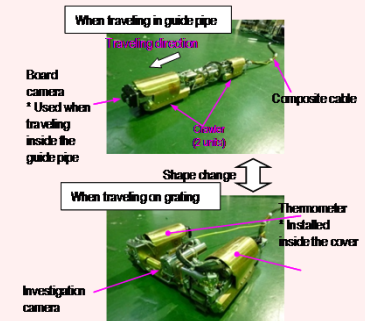 When traveling in guide pipe
Traveling direction
Board
camera
* Used when
traveling
inside the
guide pipe
Composite cable
Crawler
(2 units)
Shape change
When traveling on grating
Thermometer
* Installed
inside the cover
Investigation
camera